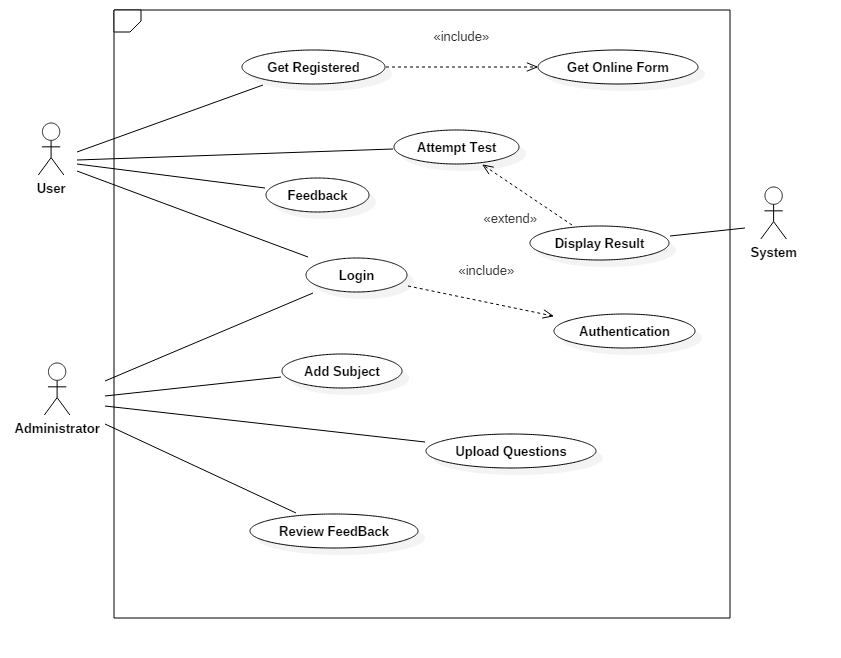 «include»
Get Registered
Get Online Form
Attempt Test
User
Feedback
«extend»
Display Result
System
Login
«include»
Authentication
Add Subject
Administrator
Upload Questions
Review FeedBack